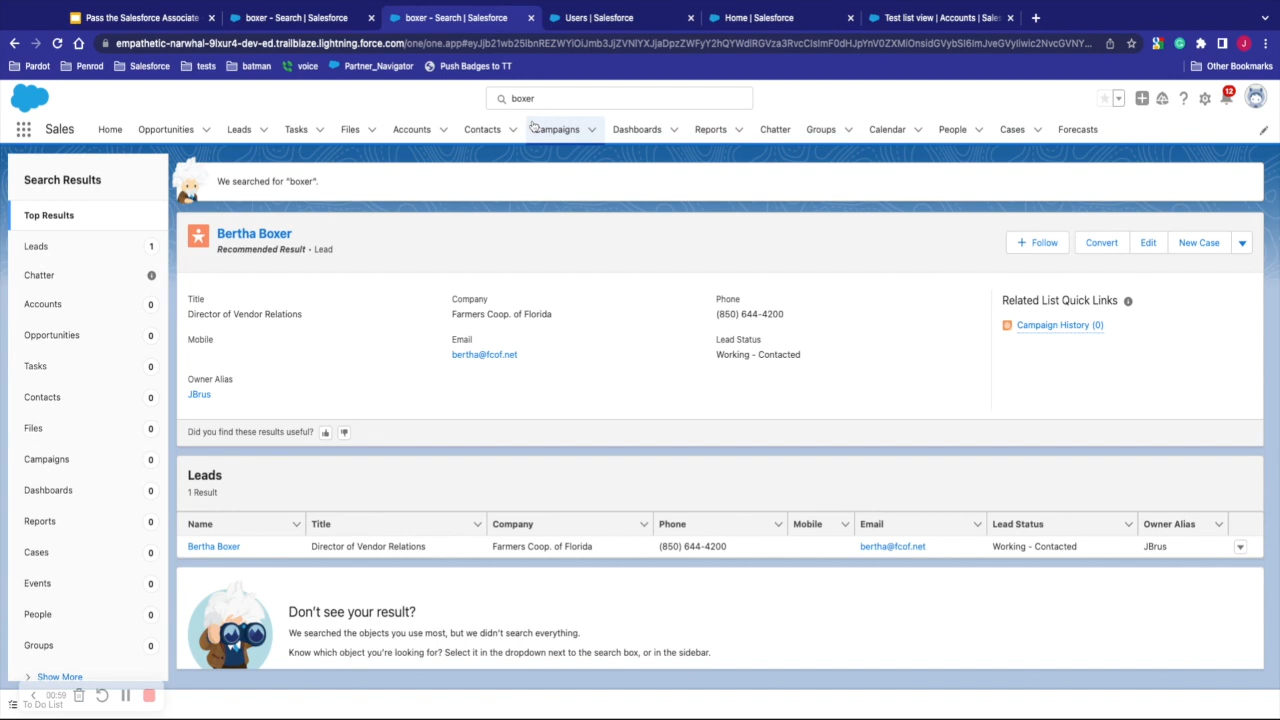 Pass the Salesforce Associate
boxer - Search | Salesforce
boxer - Search | Salesforce
Users | Salesforce
Home | Salesforce
Test list view | Accounts | Sales
Pardot Penrod Salesforce tests batman voice Partner_Navigator Push Badges to TT Other Bookmarks
boxer
12
Sales Home Opportunities Leads Tasks Files Accounts Contacts Campaigns Dashboards Reports Chatter Groups Calendar People Cases Forecasts
Search Results
Top Results
Leads 1
Chatter
Accounts 0
Opportunities 0
Tasks 0
Contacts 0
Files 0
Campaigns 0
Dashboards 0
Reports 0
Cases 0
Events 0
People 0
Groups 0
Show More
00:59
To Do List
We searched for "boxer".
Bertha Boxer
Recommended Result • Lead
Follow Convert Edit New Case
Title Company Phone
Director of Vendor Relations Farmers Coop. of Florida (850) 644-4200
Mobile Email Lead Status
bertha@fcof.net Working - Contacted
Owner Alias
JBrus
Related List Quick Links
Campaign History (0)
Did you find these results useful?
Leads
1 Result
Name Title Company Phone Mobile Email Lead Status Owner Alias
Bertha Boxer Director of Vendor Relations Farmers Coop. of Florida (850) 644-4200 bertha@fcof.net Working - Contacted JBrus
Don't see your result?
We searched the objects you use most, but we didn't search everything.
Know which object you're looking for? Select it in the dropdown next to the search box, or in the sidebar.